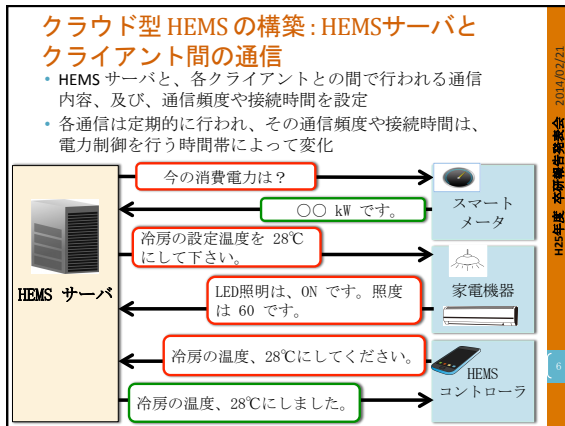 クラウド型 HEMS の構築 : HEMSサーバと
クライアント間の通信
• HEMS サーバと、各クライアントとの間で行われる通信
内容、及び、通信頻度や接続時間を設定
• 各通信は定期的に行われ、その通信頻度や接続時間は、
電力制御を行う時間帯によって変化
今の消費電力は？
〇〇 kW です。
スマート
メータ
冷房の設定温度を 28℃
にして下さい。
HEMS サーバ
LED照明は、ON です。照度
は 60 です。
家電機器
冷房の温度、28℃にしてください。
HEMS
コントローラ
冷房の温度、28℃にしました。
H25年度 卒研報告発表会 2014/02/21
6